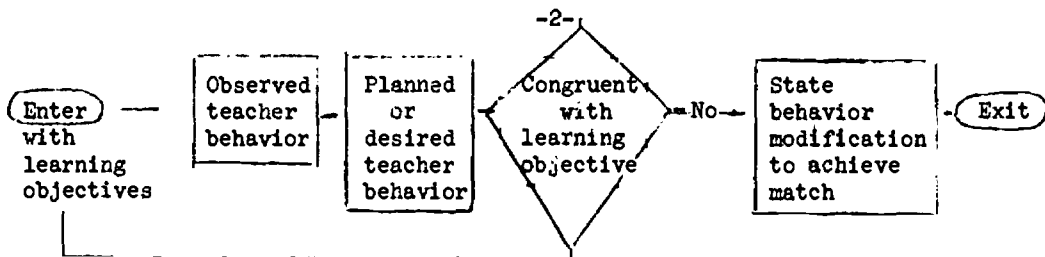 -2-
Enter
with
learning
objectives
Observed
teacher
behavior
Planned
or
desired
teacher
behavior
Congruent
with
learning
objective
No
State
behavior
modification
to achieve
match
Exit